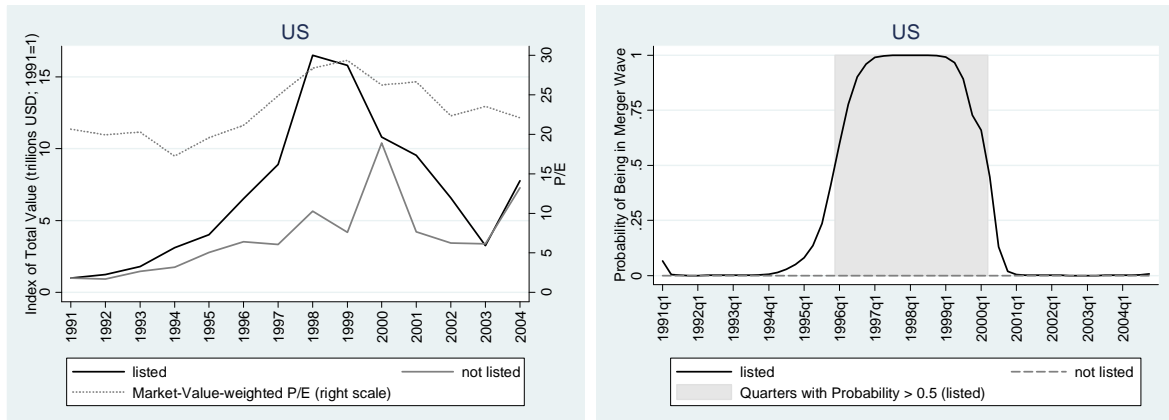 US
Index of Total Value (trillions USD; 1991=1)
0
5
10
15
P/E
0
5
10
15
20
25
30
1991
1992
1993
1994
1995
1996
1997
1998
1999
2000
2001
2002
2003
2004
listed
not listed
Market-Value-weighted P/E (right scale)
US
Probability of Being in Merger Wave
0
.25
.5
.75
1
1991q1
1992q1
1993q1
1994q1
1995q1
1996q1
1997q1
1998q1
1999q1
2000q1
2001q1
2002q1
2003q1
2004q1
listed
not listed
Quarters with Probability > 0.5 (listed)